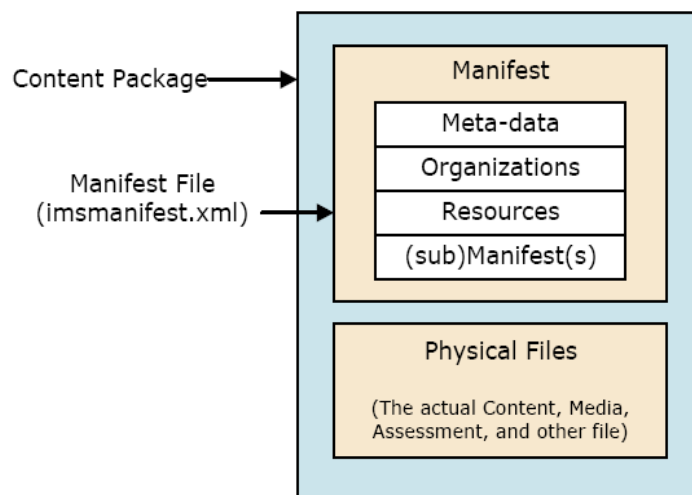 Content Package
Manifest File
(imsmanifest.xml)
Manifest
Meta-data
Organizations
Resources
(sub)Manifest(s)
Physical Files
(The actual Content, Media,
Assessment, and other file)